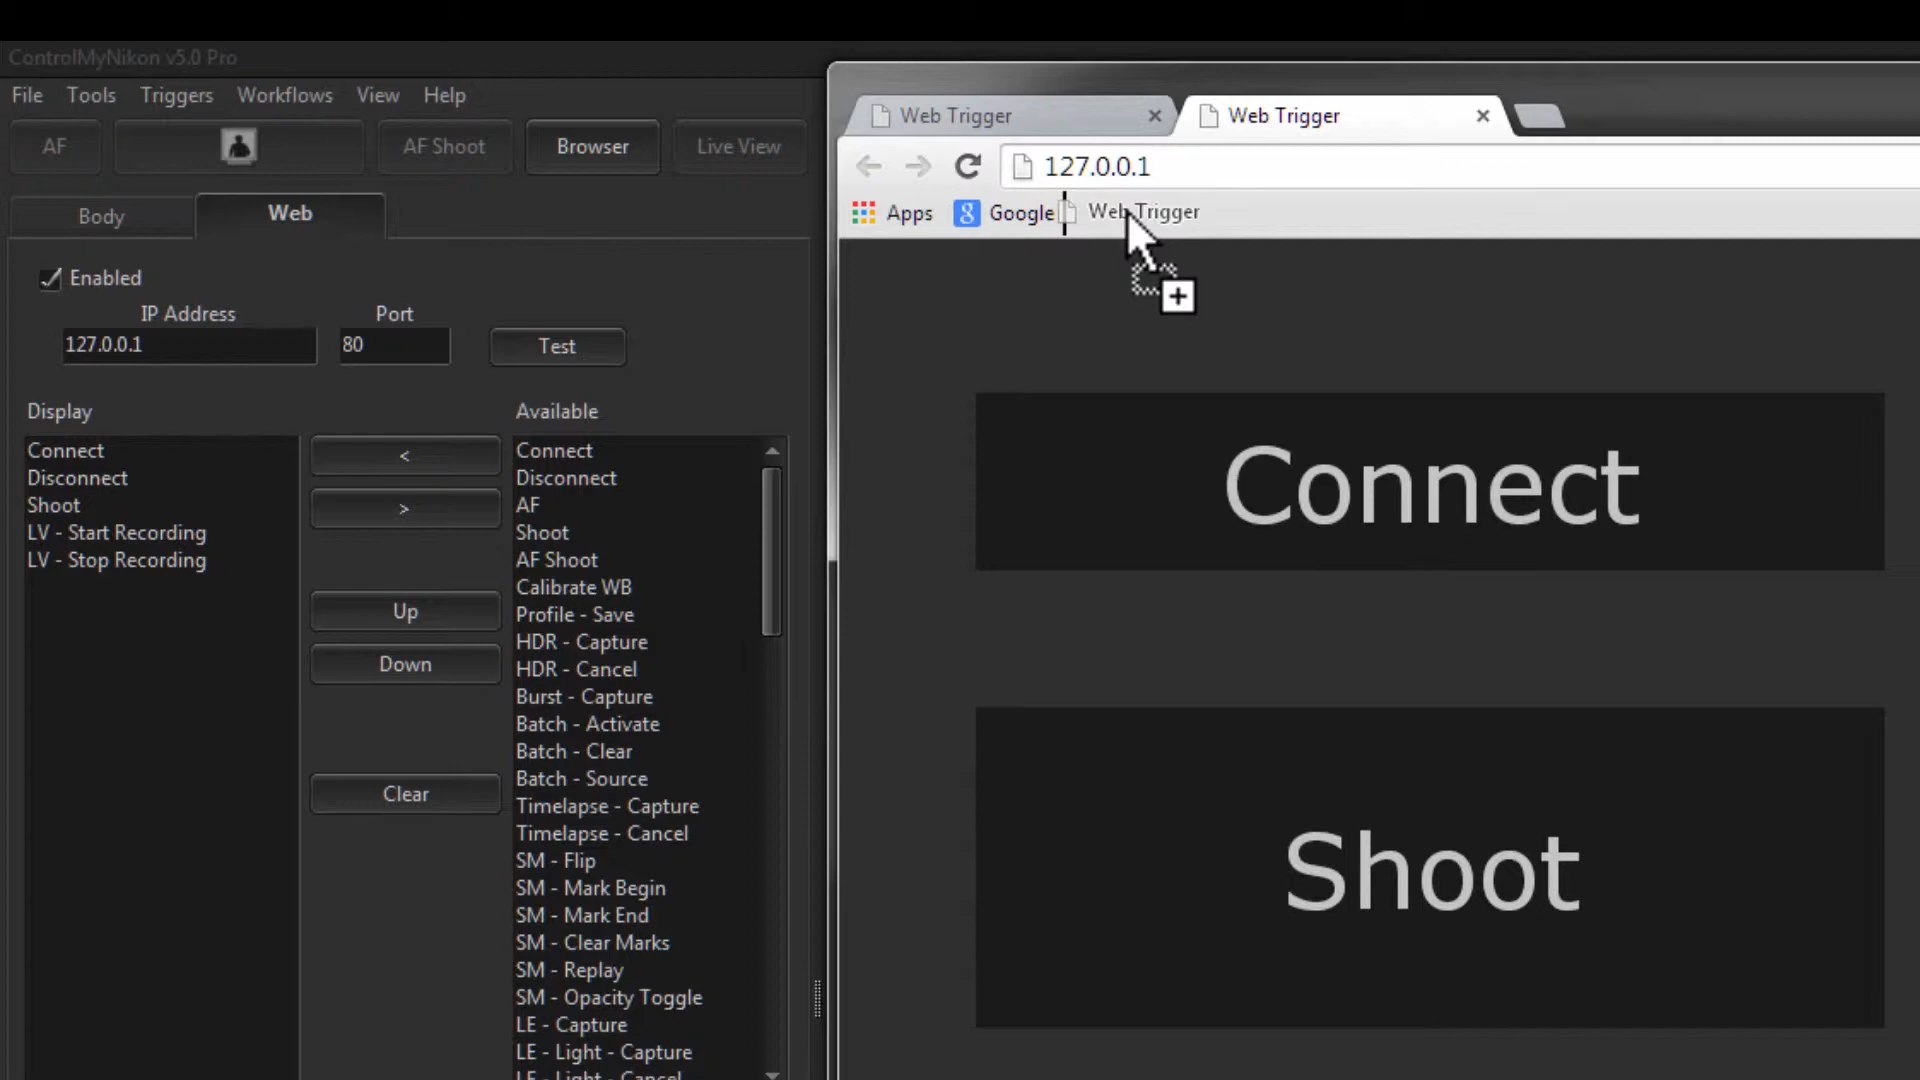 ControlMyNikon v5.0 Pro
File Tools Triggers Workflows View Help
AF AF Shoot Browser Live View
Body Web
Enabled
IP Address Port
127.0.0.1 80 Test
Display Available
Connect
Disconnect
Shoot
LV - Start Recording
LV - Stop Recording
<
>
Up
Down
Clear
Connect
Disconnect
AF
Shoot
AF Shoot
Calibrate WB
Profile - Save
HDR - Capture
HDR - Cancel
Burst - Capture
Batch - Activate
Batch - Clear
Batch - Source
Timelapse - Capture
Timelapse - Cancel
SM - Flip
SM - Mark Begin
SM - Mark End
SM - Clear Marks
SM - Replay
SM - Opacity Toggle
LE - Capture
LE - Light - Capture
LE - Light - Cancel
Web Trigger Web Trigger
127.0.0.1
Apps Google Web Trigger
Connect
Shoot